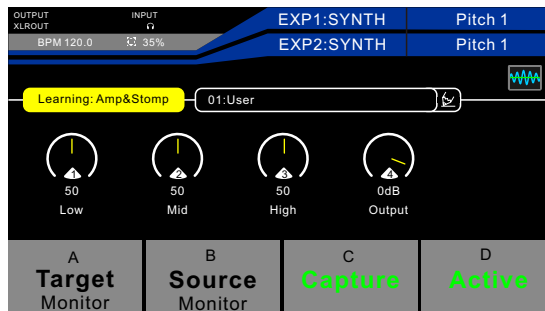 OUTPUT
XLROUT
INPUT
EXP1:SYNTH
Pitch 1
BPM 120.0
35%
EXP2:SYNTH
Pitch 1
Learning: Amp&Stomp
01:User
1
2
3
4
50
50
50
0dB
Low
Mid
High
Output
A
Target
Monitor
B
Source
Monitor
C
Capture
D
Active